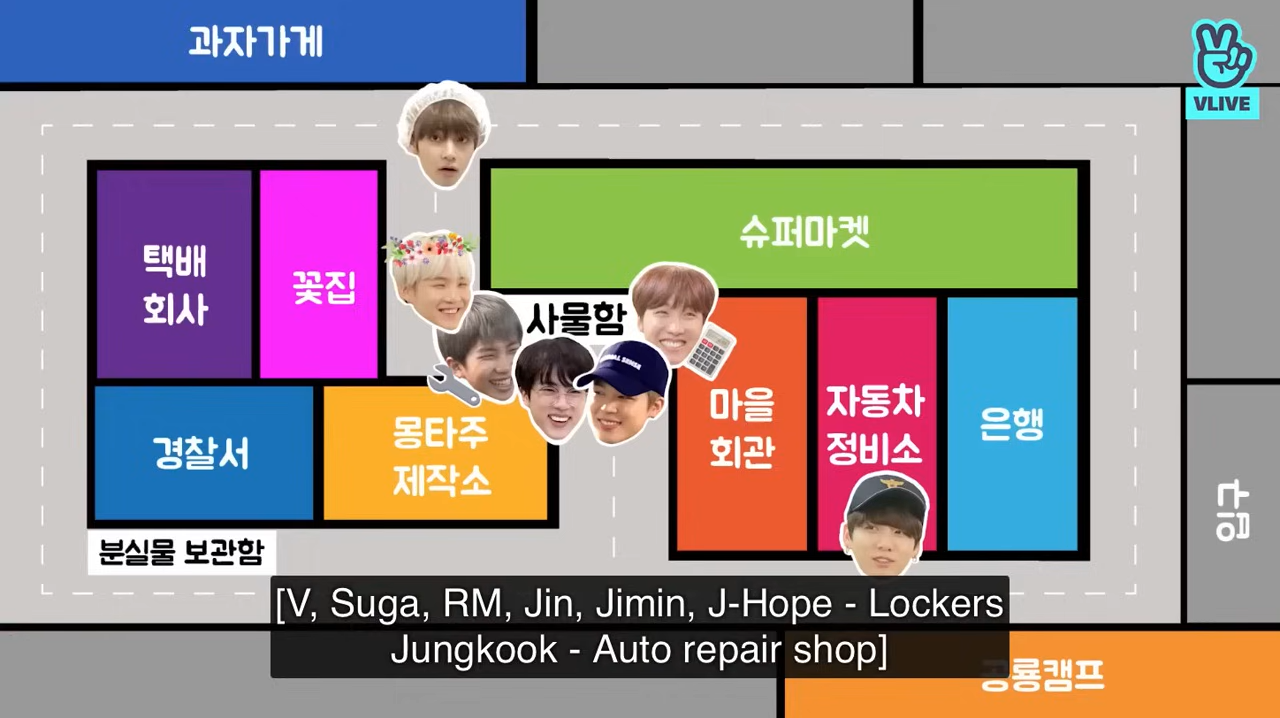 과자가게
VLIVE
택배
회사
꽃집
슈퍼마켓
사물함
마을
회관
자동차
정비소
은행
경찰서
몽타주
제작소
분실물 보관함
[V, Suga, RM, Jin, Jimin, J-Hope - Lockers
Jungkook - Auto repair shop]
공룡캠프